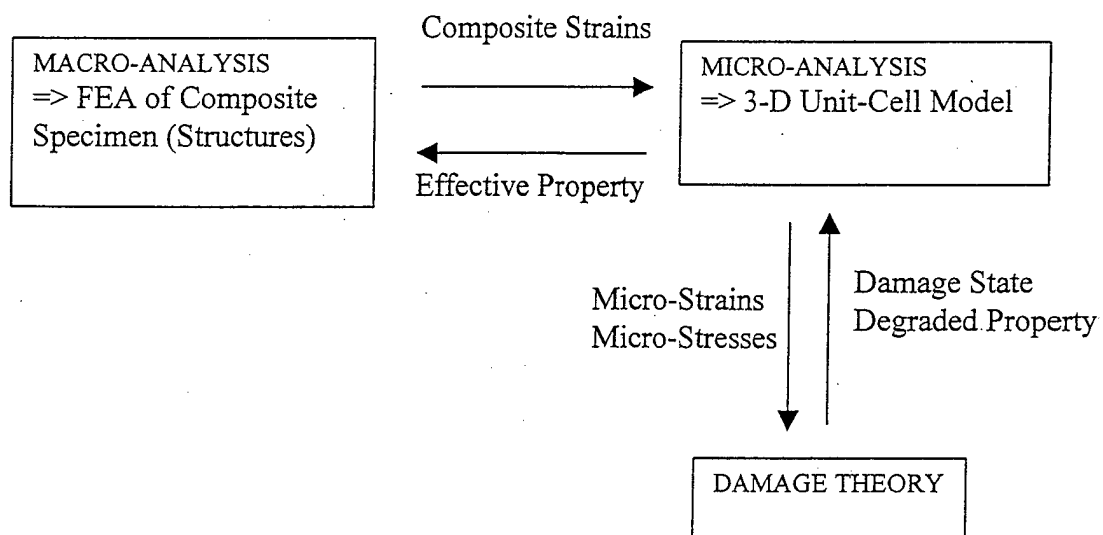 Composite Strains
MACRO-ANALYSIS
=> FEA of Composite
Specimen (Structures)
MICRO-ANALYSIS
=> 3-D Unit-Cell Model
Effective Property
Micro-Strains
Micro-Stresses
Damage State
Degraded Property
DAMAGE THEORY